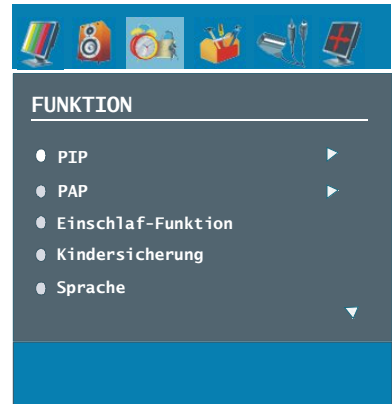 FUNKTION
PIP
PAP
Einschlaf-Funktion
Kindersicherung
Sprache